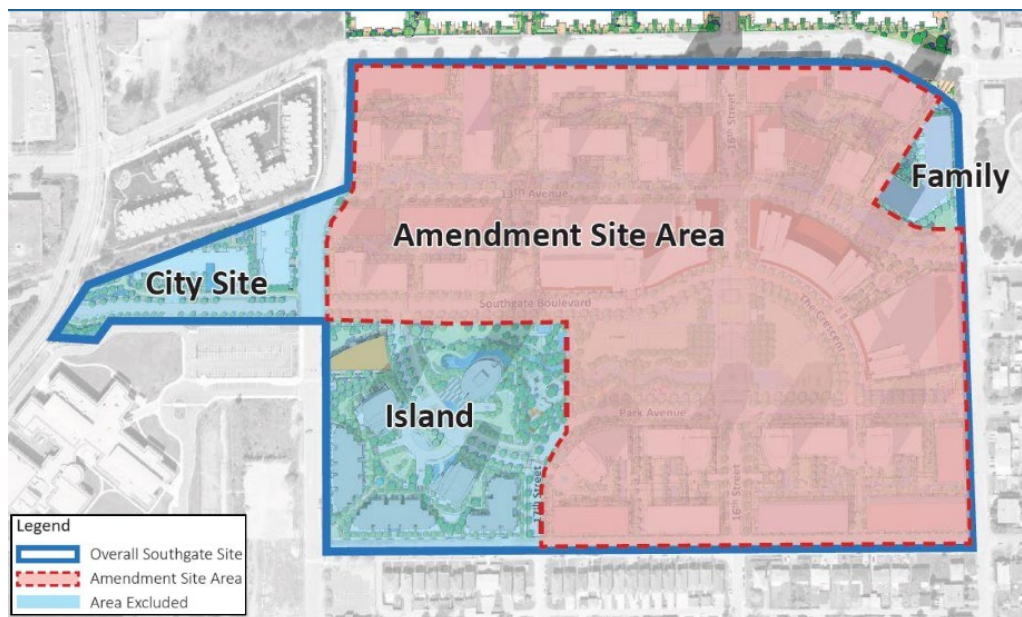 16th Street
Family
13th Avenue
Amendment Site Area
City Site
Southgate Boulevard
The Crescent
Island
Park Avenue
16th Street
Street
Legend
Overall Southgate Site
Amendment Site Area
Area Excluded